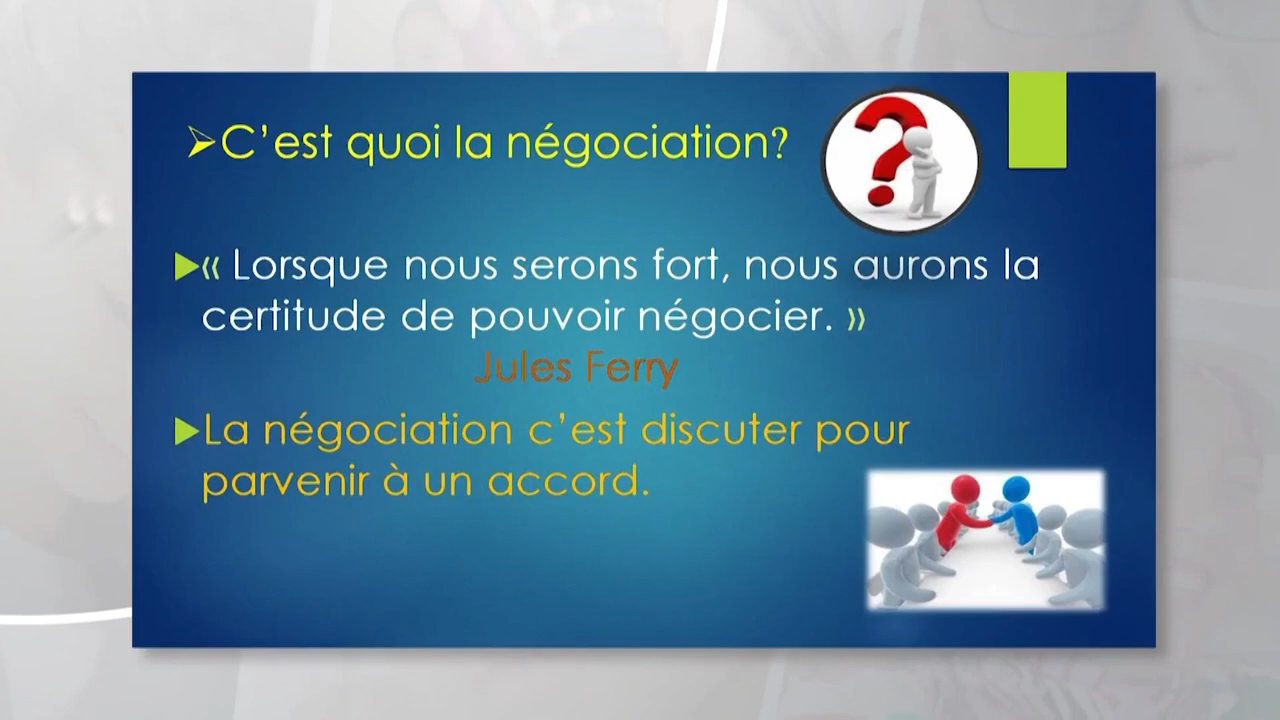 C’est quoi la négociation?
« Lorsque nous serons fort, nous aurons la
certitude de pouvoir négocier. »
Jules Ferry
La négociation c’est discuter pour
parvenir à un accord.